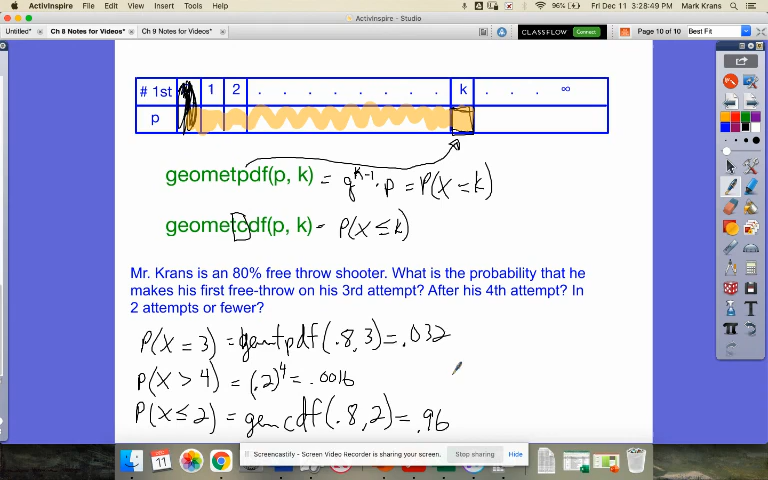 ActivInspire File Edit View Insert Tools Help 96% Fri Dec 11 3:28:49 PM Mark Krans
ActivInspire - Studio
Untitled* Ch 8 Notes for Videos* Ch 9 Notes for Videos* CLASSFLOW Connect Page 10 of 10 Best Fit
# 1st 1 2 . . . . . . . . k . . . ∞
p
geometpdf(p, k) = q^(k-1) · p = P(X = k)
geometcdf(p, k) = P(X ≤ k)
Mr. Krans is an 80% free throw shooter. What is the probability that he
makes his first free-throw on his 3rd attempt? After his 4th attempt? In
2 attempts or fewer?
P(X = 3) = geomtpdf(.8, 3) = .032
P(X > 4) = (.2)^4 = .0016
P(X ≤ 2) = gemcdf(.8, 2) = .96
Screencastify - Screen Video Recorder is sharing your screen. Stop sharing Hide
DEC
11